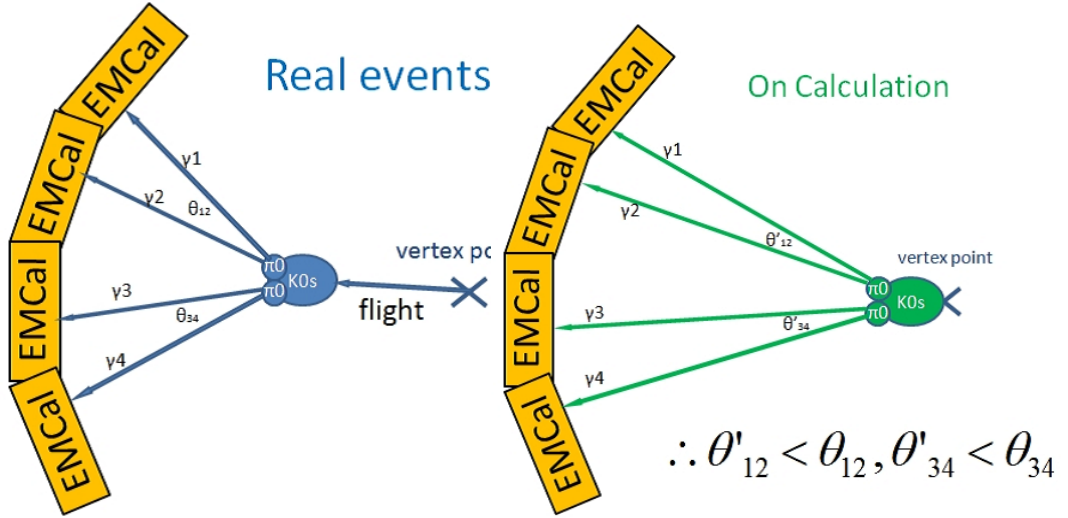 Real events
EMCal
EMCal
EMCal
EMCal
γ1
γ2
θ12
γ3
θ34
γ4
π0
π0
K0s
vertex po
flight
On Calculation
EMCal
EMCal
EMCal
EMCal
γ1
γ2
θ'12
γ3
θ'34
γ4
π0
π0
K0s
vertex point
∴θ'12 < θ12, θ'34 < θ34